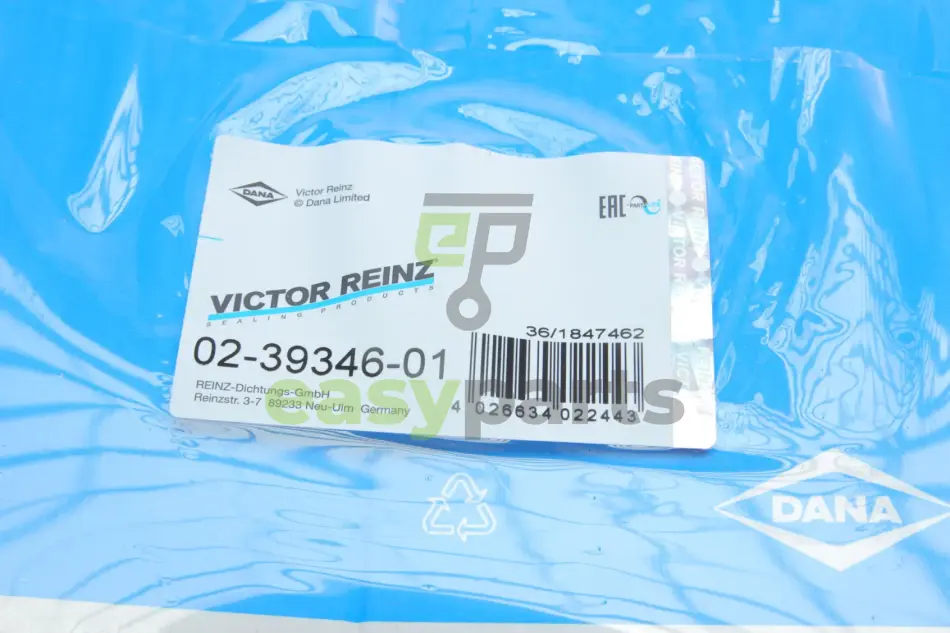 DANA
Victor Reinz
© Dana Limited
EAC
ep
VICTOR REINZ
SEALING PRODUCTS
36/1847462
02-39346-01
REINZ-Dichtungs-GmbH
Reinzstr. 3-7 89233 Neu-Ulm Germany
4 026634 022443
easyparts
DANA